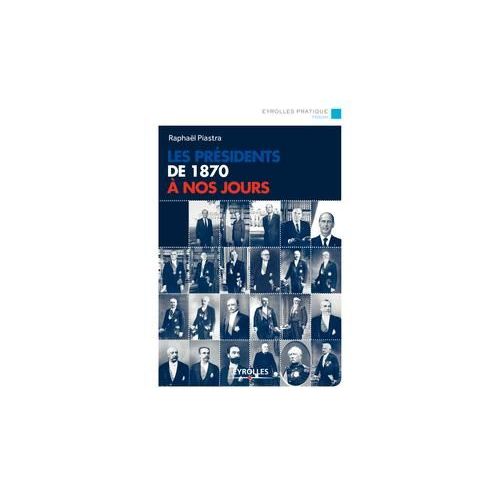 EYROLLES PRATIQUE
Raphaël Piastra
LES PRÉSIDENTS
DE 1870
À NOS JOURS
EYROLLES